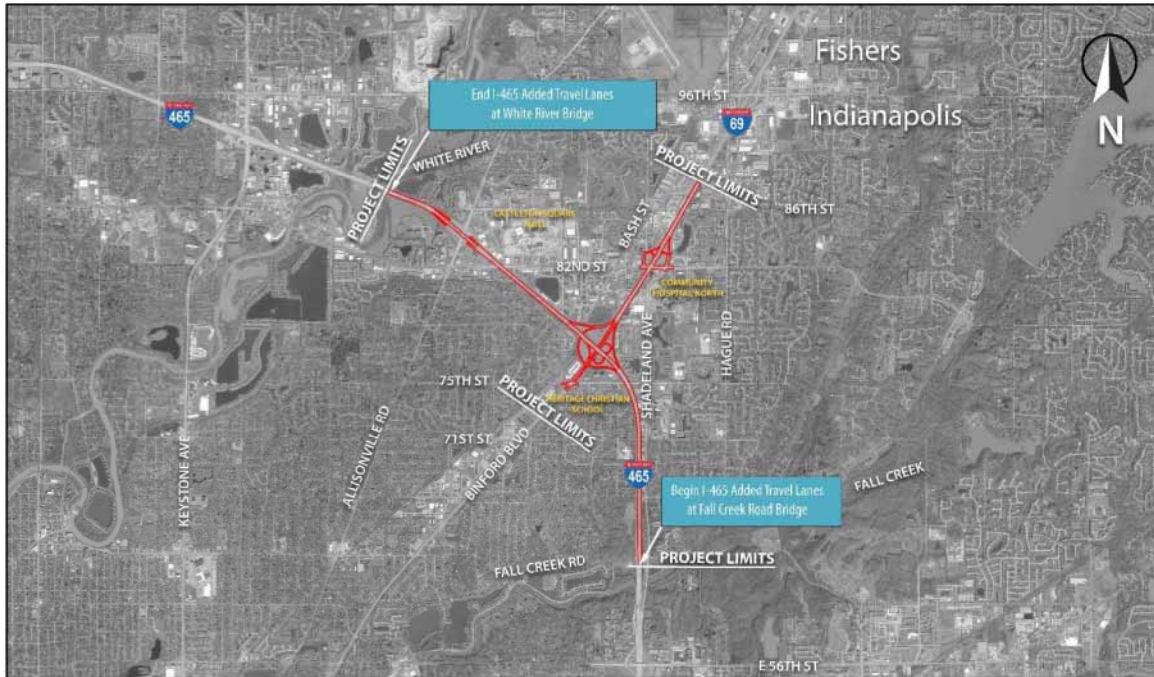 Fishers
Indianapolis
N
96TH ST
69
465
End I-465 Added Travel Lanes
at White River Bridge
WHITE RIVER
PROJECT LIMITS
PROJECT LIMITS
86TH ST
BASH ST
CASTLETON SQUARE
MALL
82ND ST
COMMUNITY
HOSPITAL NORTH
SHADELAND AVE
HAGUE RD
75TH ST
PROJECT LIMITS
HERITAGE CHRISTIAN
SCHOOL
71ST ST
BINFORD BLVD
ALLISONVILLE RD
KEYSTONE AVE
465
Begin I-465 Added Travel Lanes
at Fall Creek Road Bridge
FALL CREEK
FALL CREEK RD
PROJECT LIMITS
E 56TH ST